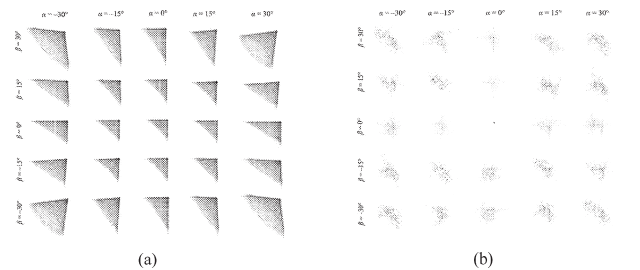 α = −30° α = −15° α = 0° α = 15° α = 30°
β = 30°
β = 15°
β = 0°
β = −15°
β = −30°
(a)
α = −30° α = −15° α = 0° α = 15° α = 30°
β = 30°
β = 15°
β = 0°
β = −15°
β = −30°
(b)